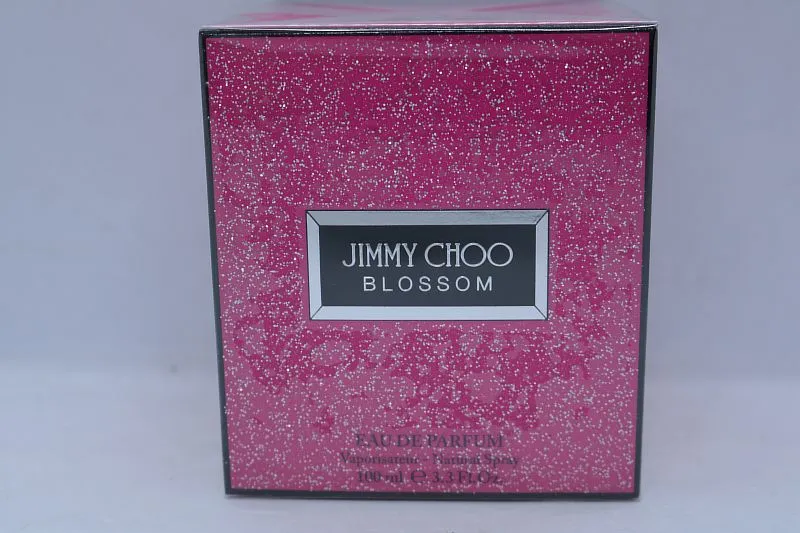 JIMMY CHOO
BLOSSOM
EAU DE PARFUM
Vaporisateur - Natural Spray
100 ml ℮ 3.3 Fl.Oz.